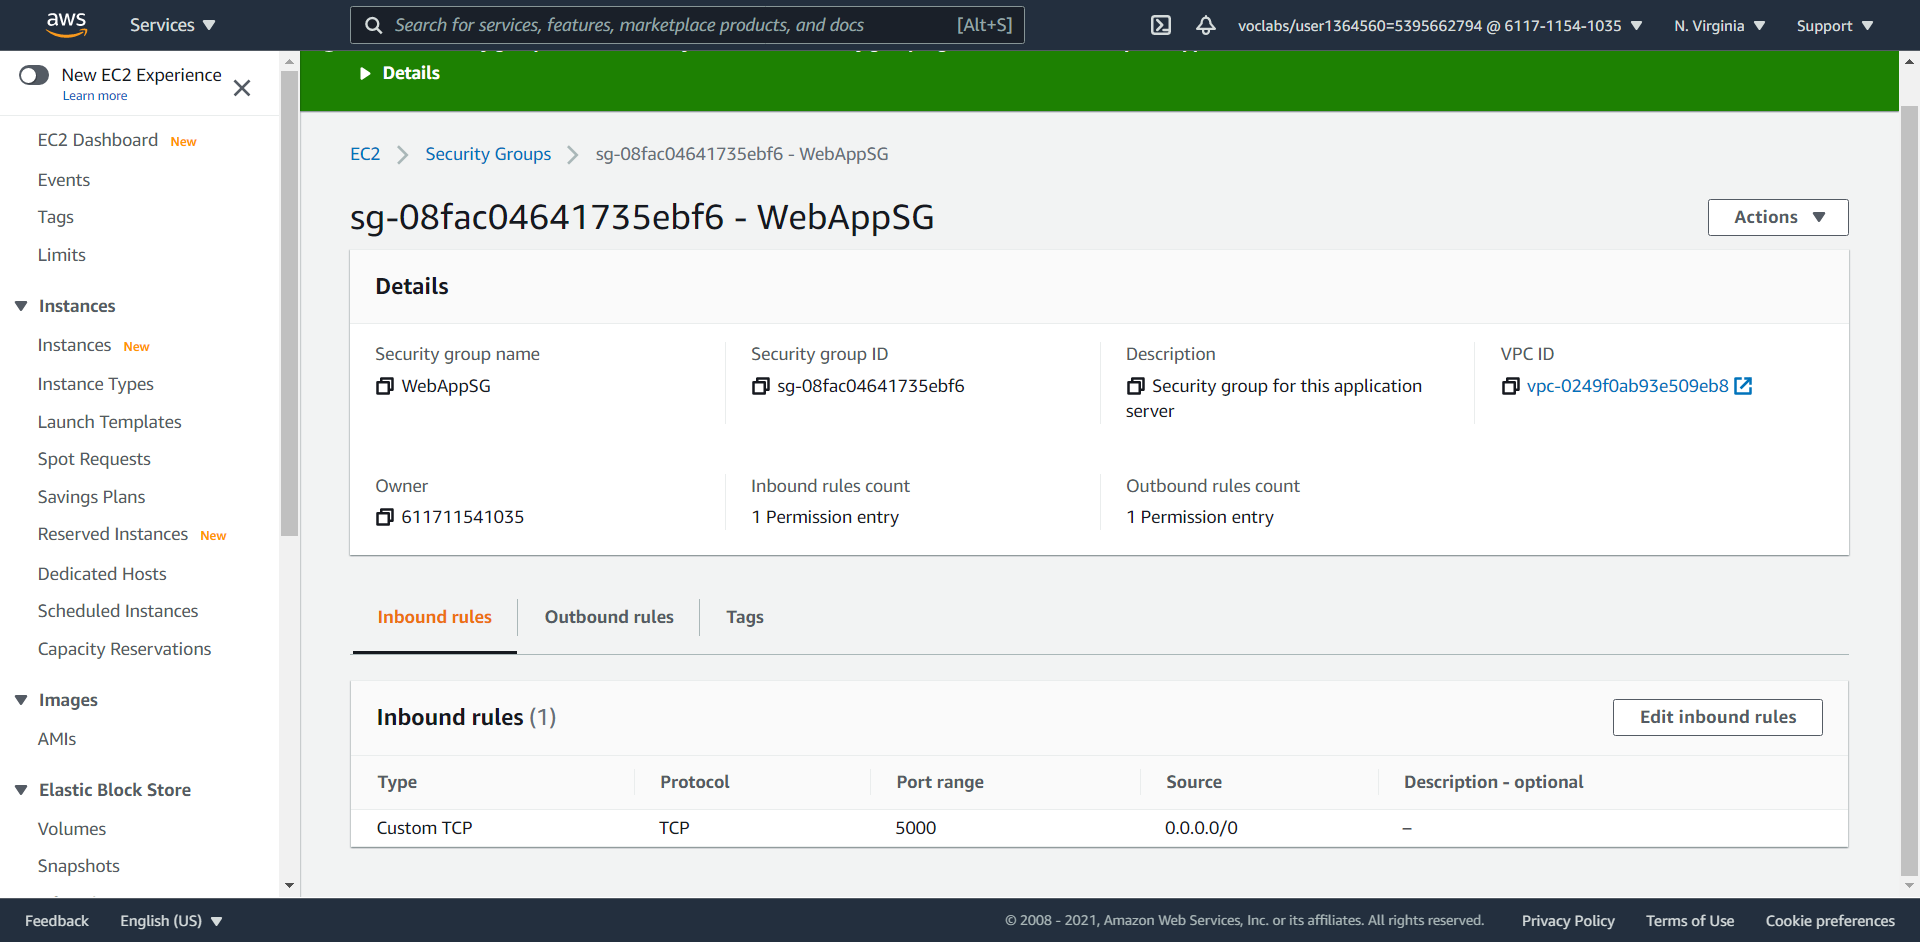 aws
Services
Search for services, features, marketplace products, and docs
[Alt+S]
voclabs/user1364560=5395662794 @ 6117-1154-1035
N. Virginia
Support
New EC2 Experience
Learn more
EC2 Dashboard New
Events
Tags
Limits
Instances
Instances New
Instance Types
Launch Templates
Spot Requests
Savings Plans
Reserved Instances New
Dedicated Hosts
Scheduled Instances
Capacity Reservations
Images
AMIs
Elastic Block Store
Volumes
Snapshots
Details
EC2
Security Groups
sg-08fac04641735ebf6 - WebAppSG
sg-08fac04641735ebf6 - WebAppSG
Actions
Details
Security group name
WebAppSG
Security group ID
sg-08fac04641735ebf6
Description
Security group for this application
server
VPC ID
vpc-0249f0ab93e509eb8
Owner
611711541035
Inbound rules count
1 Permission entry
Outbound rules count
1 Permission entry
Inbound rules
Outbound rules
Tags
Inbound rules (1)
Edit inbound rules
Type Protocol Port range Source Description - optional
Custom TCP TCP 5000 0.0.0.0/0 –
Feedback
English (US)
© 2008 - 2021, Amazon Web Services, Inc. or its affiliates. All rights reserved.
Privacy Policy
Terms of Use
Cookie preferences